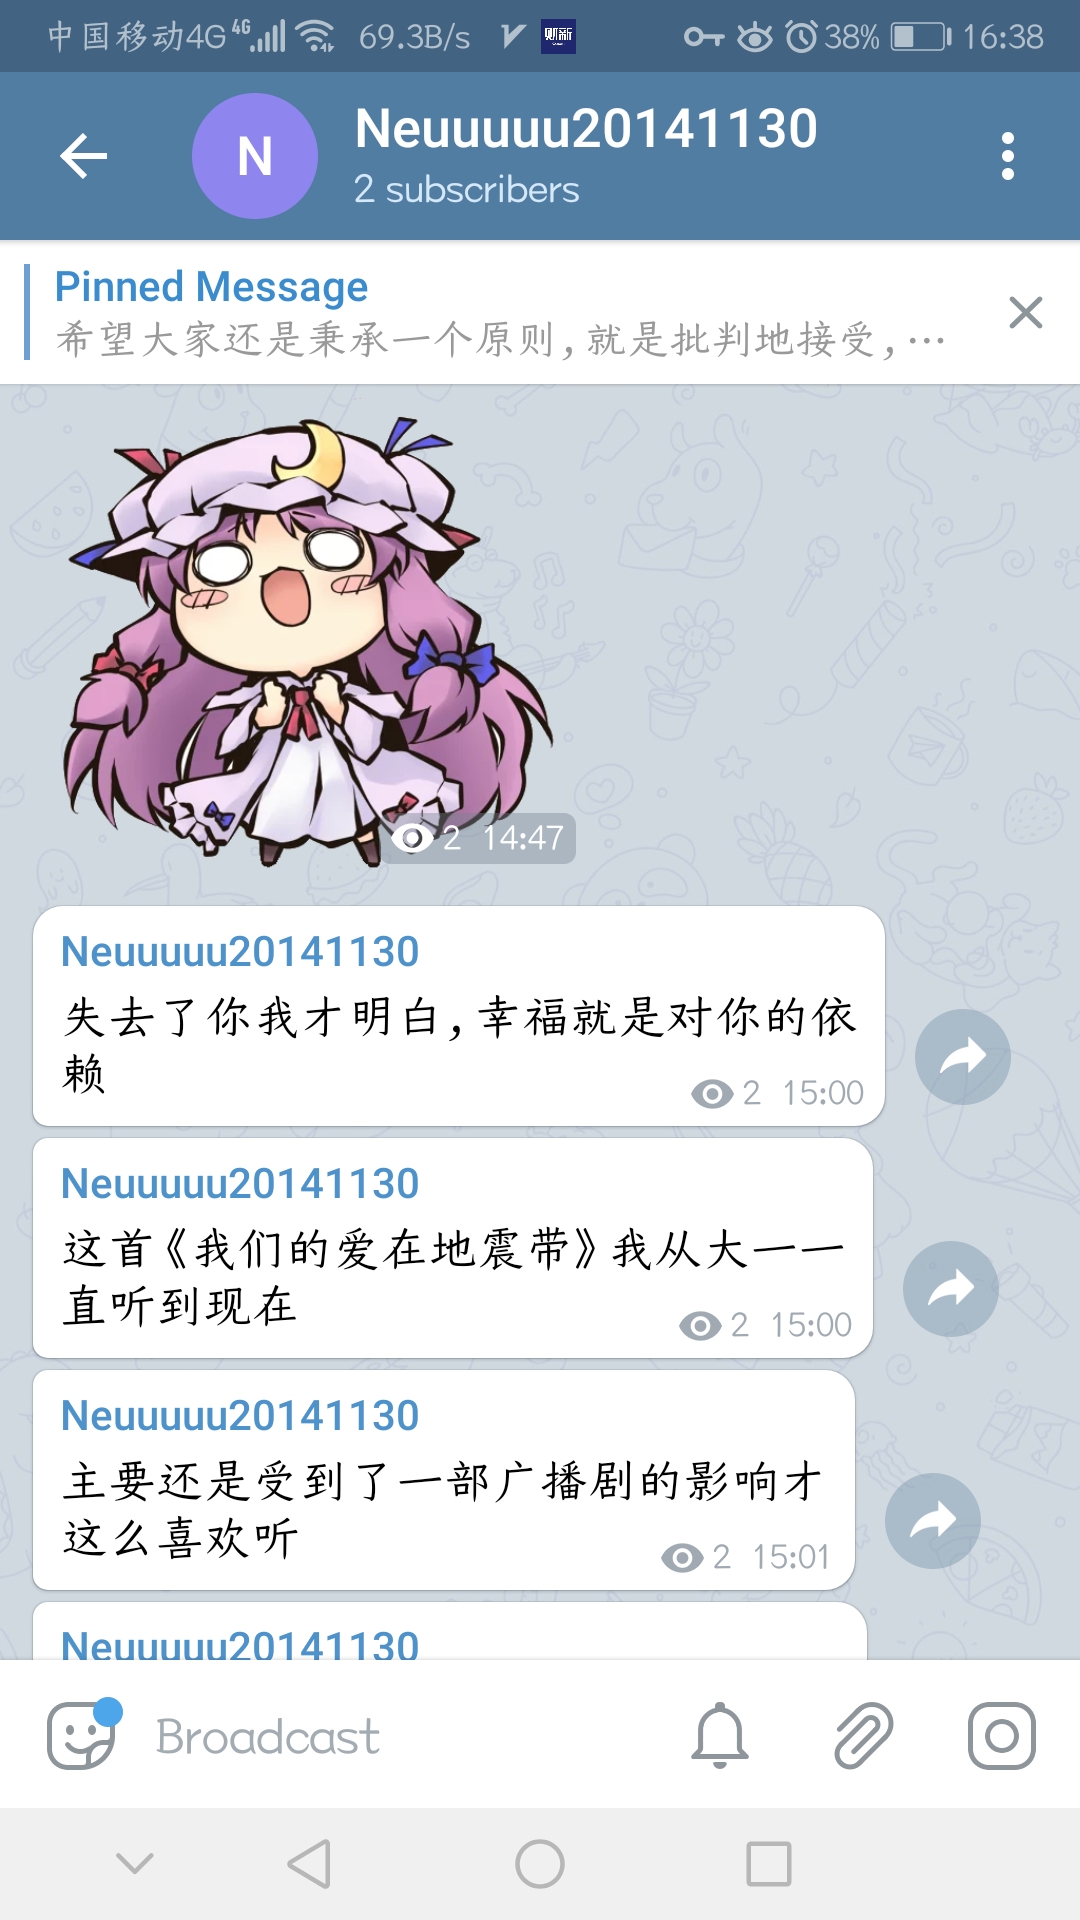 中国移动4G 4G 69.3B/s 财新 38% 16:38
N
Neuuuuu20141130
2 subscribers
Pinned Message
希望大家还是秉承一个原则,就是批判地接受,…
2 14:47
Neuuuuu20141130
失去了你我才明白,幸福就是对你的依
赖
2 15:00
Neuuuuu20141130
这首《我们的爱在地震带》我从大一一
直听到现在
2 15:00
Neuuuuu20141130
主要还是受到了一部广播剧的影响才
这么喜欢听
2 15:01
Neuuuuu20141130
Broadcast